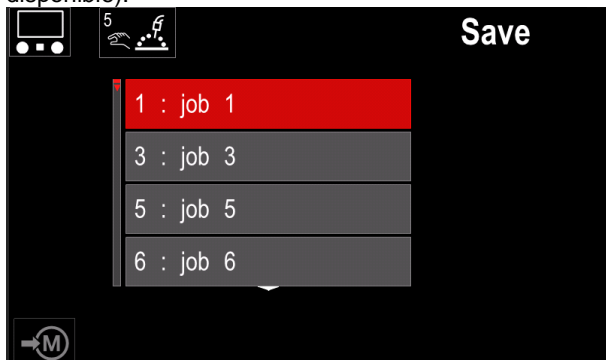 disponible).
5
Save
1 : job 1
3 : job 3
5 : job 5
6 : job 6
M